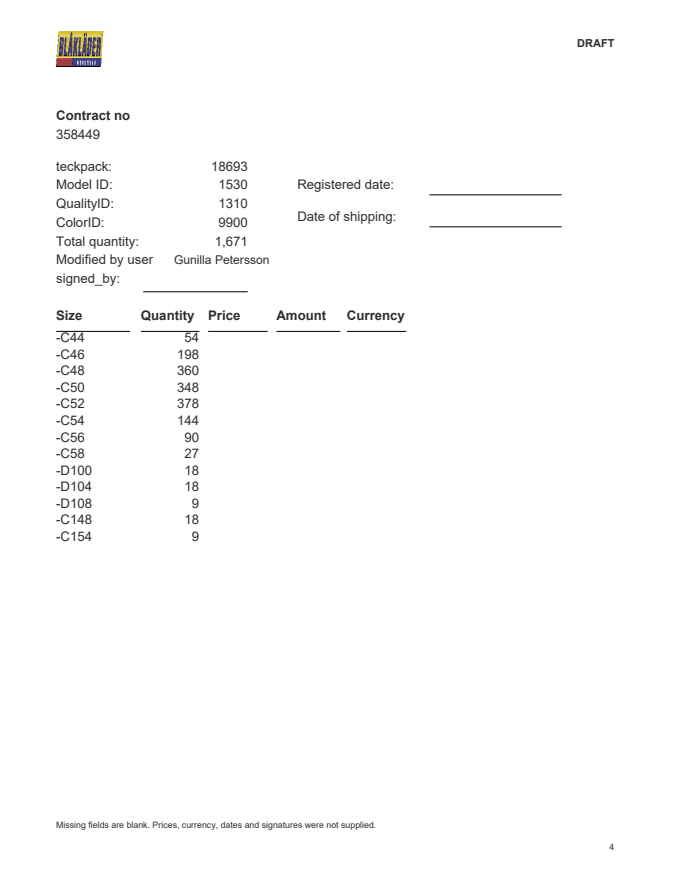 BLÅKLÄDER
WORKWEAR
DRAFT
Contract no
358449
teckpack: 18693
Model ID: 1530
Registered date:
QualityID: 1310
ColorID: 9900
Date of shipping:
Total quantity: 1,671
Modified by user Gunilla Petersson
signed_by:
Size Quantity Price Amount Currency
-C44 54
-C46 198
-C48 360
-C50 348
-C52 378
-C54 144
-C56 90
-C58 27
-D100 18
-D104 18
-D108 9
-C148 18
-C154 9
Missing fields are blank. Prices, currency, dates and signatures were not supplied.
4